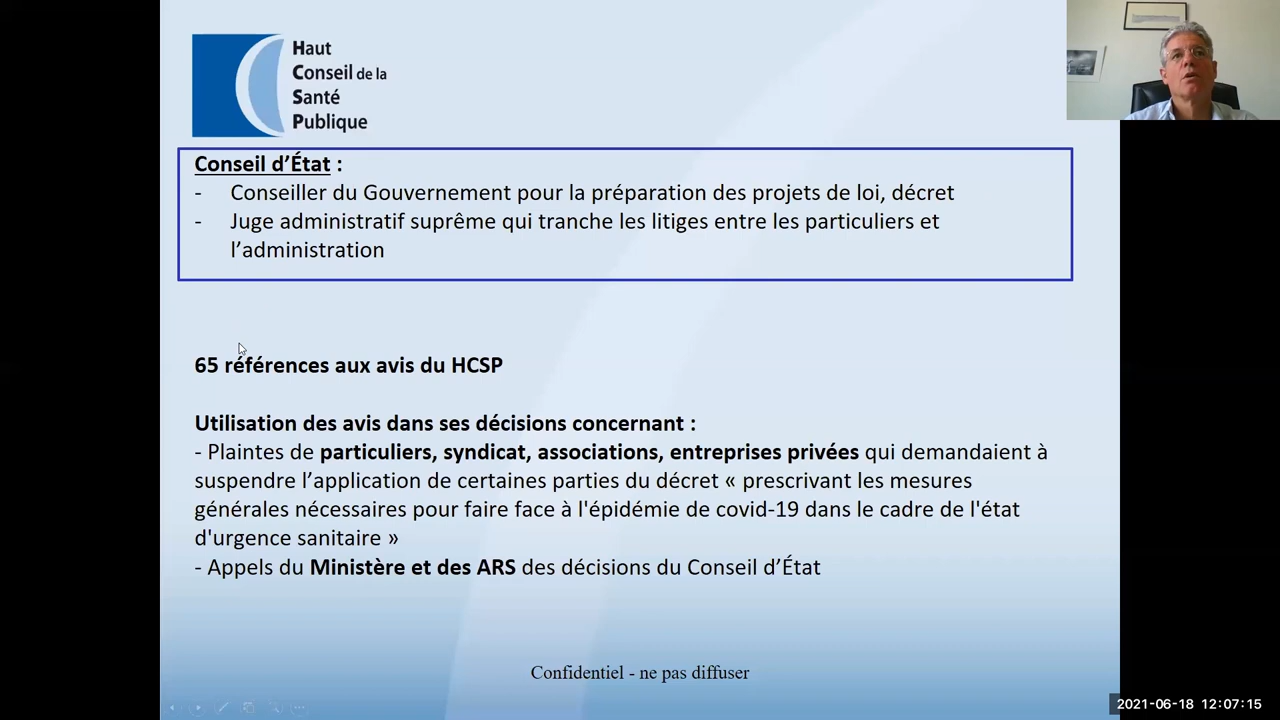 Haut
Conseil de la
Santé
Publique
Conseil d’État :
- Conseiller du Gouvernement pour la préparation des projets de loi, décret
- Juge administratif suprême qui tranche les litiges entre les particuliers et
l’administration
65 références aux avis du HCSP
Utilisation des avis dans ses décisions concernant :
- Plaintes de particuliers, syndicat, associations, entreprises privées qui demandaient à
suspendre l’application de certaines parties du décret « prescrivant les mesures
générales nécessaires pour faire face à l'épidémie de covid-19 dans le cadre de l'état
d'urgence sanitaire »
- Appels du Ministère et des ARS des décisions du Conseil d’État
Confidentiel - ne pas diffuser
2021-06-18 12:07:15